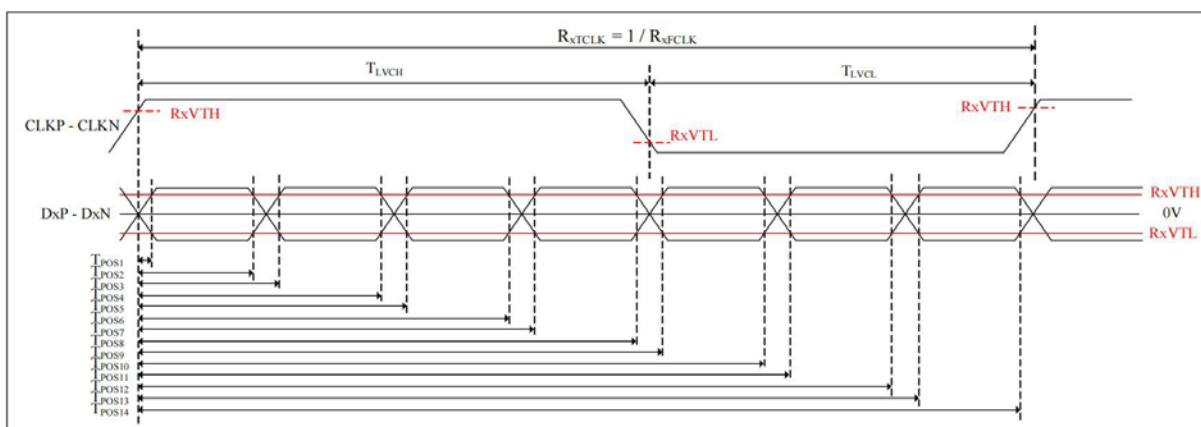 RxTCLK = 1 / RxFCLK
TLVCH
TLVCL
RxVTH
RxVTH
CLKP - CLKN
RxVTL
RxVTH
DxP - DxN
0V
RxVTL
TPOS1
TPOS2
TPOS3
TPOS4
TPOS5
TPOS6
TPOS7
TPOS8
TPOS9
TPOS10
TPOS11
TPOS12
TPOS13
TPOS14